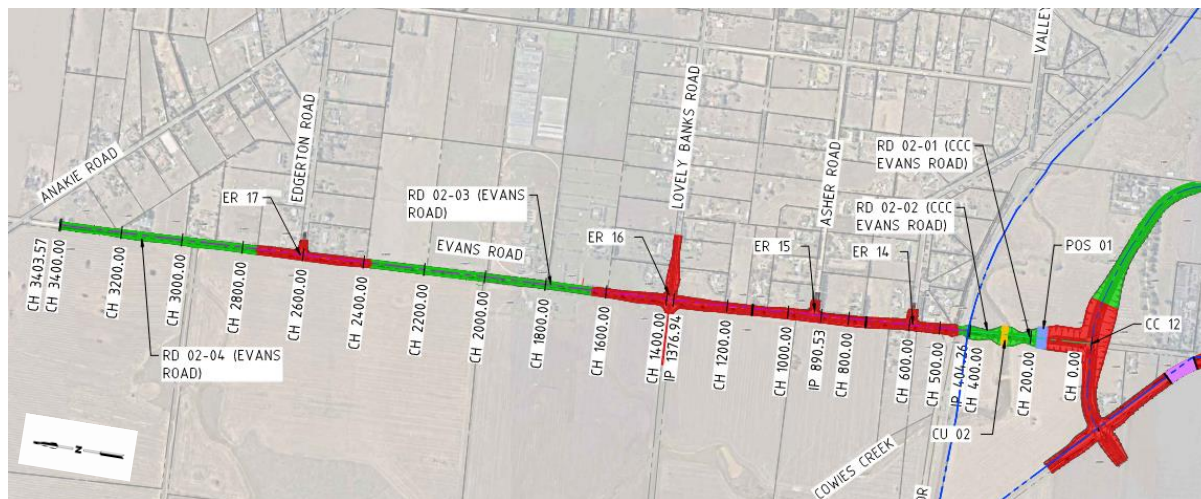 VALLEY
ANAKIE ROAD
EDGERTON ROAD
LOVELY BANKS ROAD
ASHER ROAD
RD 02-01 (CCC
EVANS ROAD)
RD 02-02 (CCC
EVANS ROAD)
ER 17
RD 02-03 (EVANS
ROAD)
EVANS ROAD
ER 16
ER 15
ER 14
POS 01
CC 12
CH 3403.57
CH 3400.00
CH 3200.00
CH 3000.00
CH 2800.00
CH 2600.00
CH 2400.00
CH 2200.00
CH 2000.00
CH 1800.00
CH 1600.00
CH 1400.00
IP 1376.94
CH 1200.00
CH 1000.00
IP 890.53
CH 800.00
CH 600.00
CH 500.00
IP 404.26
CH 400.00
CH 200.00
CH 0.00
RD 02-04 (EVANS
ROAD)
CU 02
COWIES CREEK
OR
N